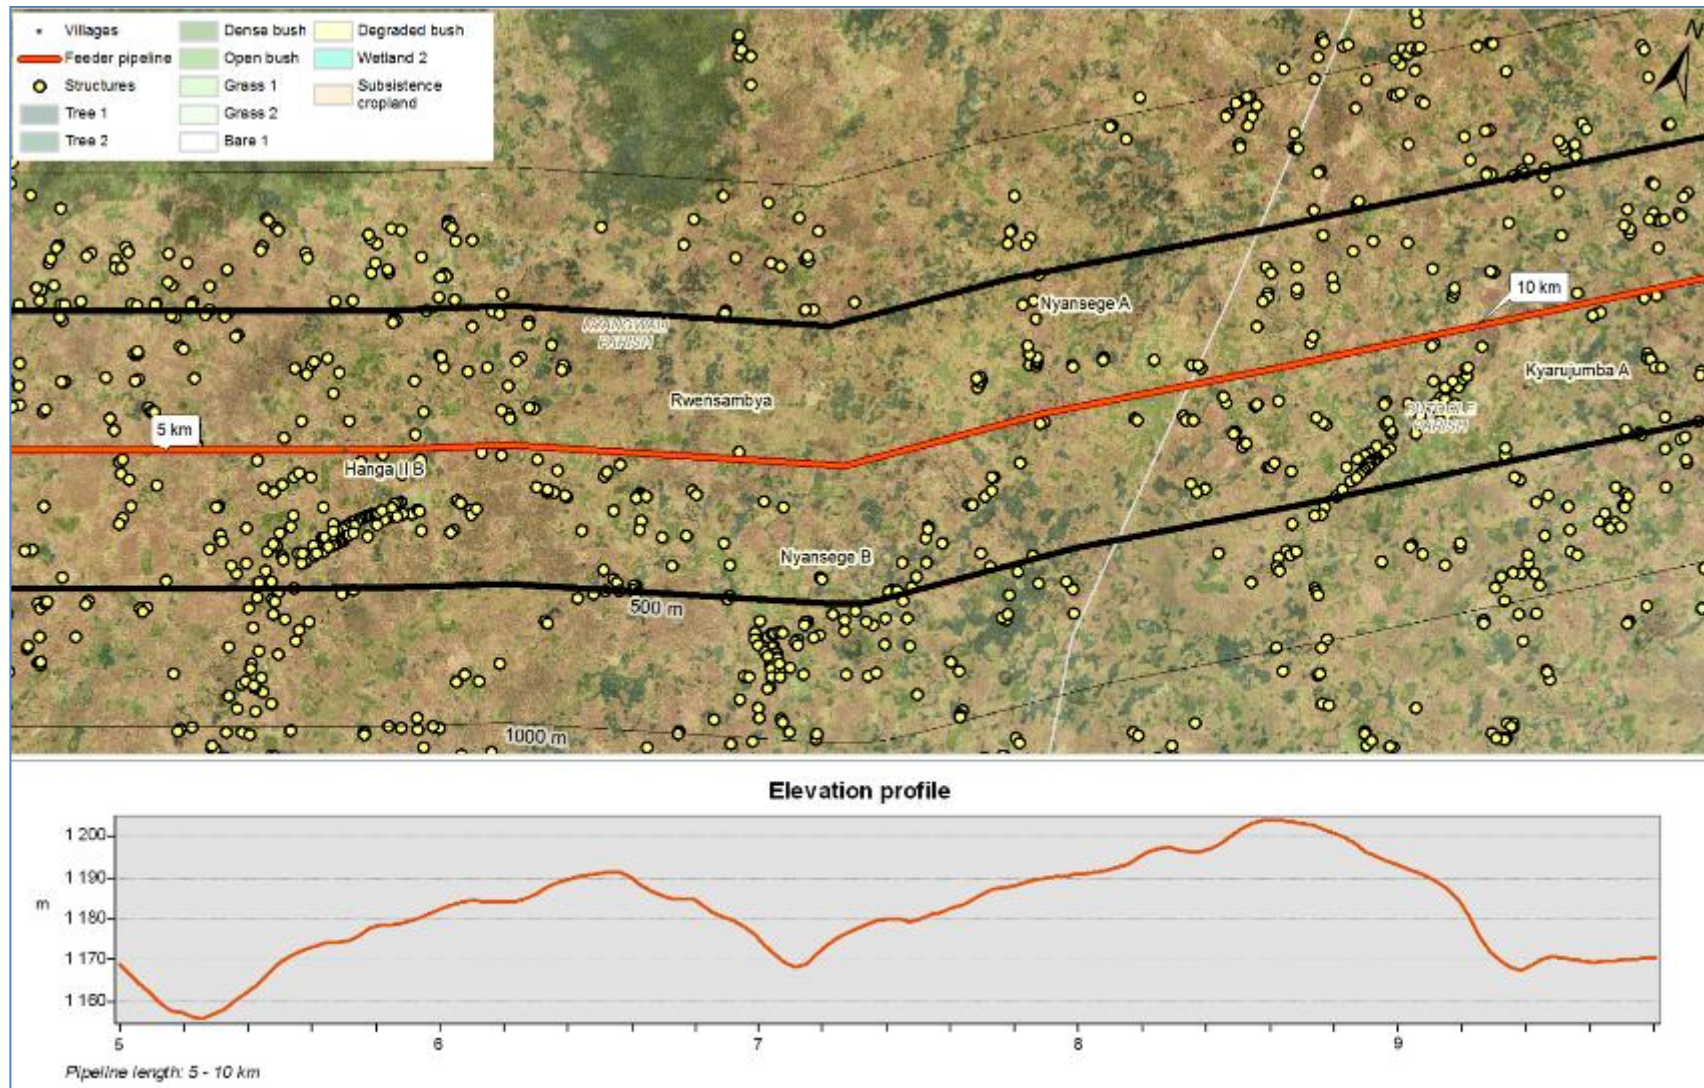 Villages
Feeder pipeline
Structures
Tree 1
Tree 2
Dense bush
Open bush
Grass 1
Grass 2
Bare 1
Degraded bush
Wetland 2
Subsistence
cropland
N
10 km
Nyansege A
PARISH
Rwensambya
Kyarujumba A
PARISH
5 km
Hanga II B
Nyansege B
500 m
1000 m
Elevation profile
1 200
1 190
m
1 180
1 170
1 160
5
6
7
8
9
Pipeline length: 5 - 10 km